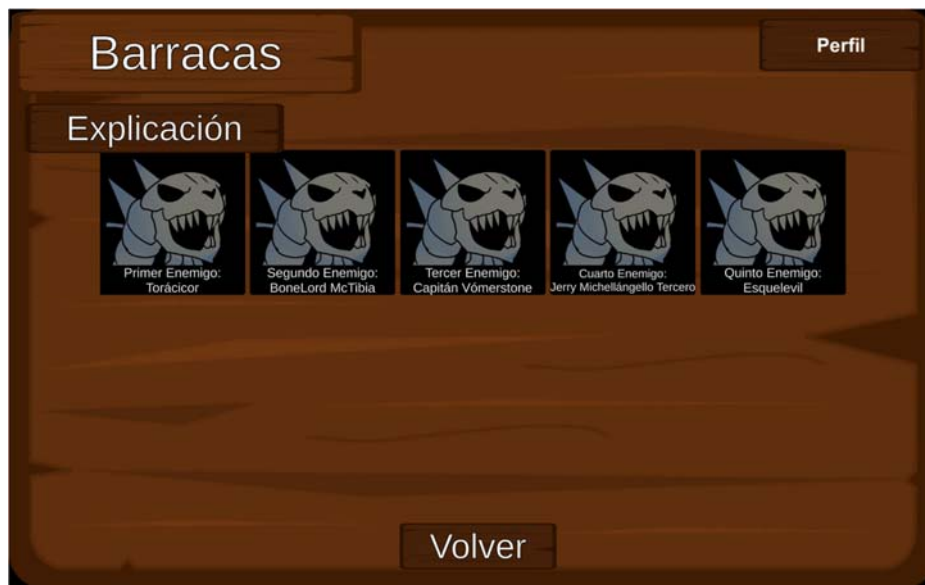 Barracas
Perfil
Explicación
Primer Enemigo:
Torácicor
Segundo Enemigo:
BoneLord McTibia
Tercer Enemigo:
Capitán Vómerstone
Cuarto Enemigo:
Jerry Michellángello Tercero
Quinto Enemigo:
Esquelevil
Volver